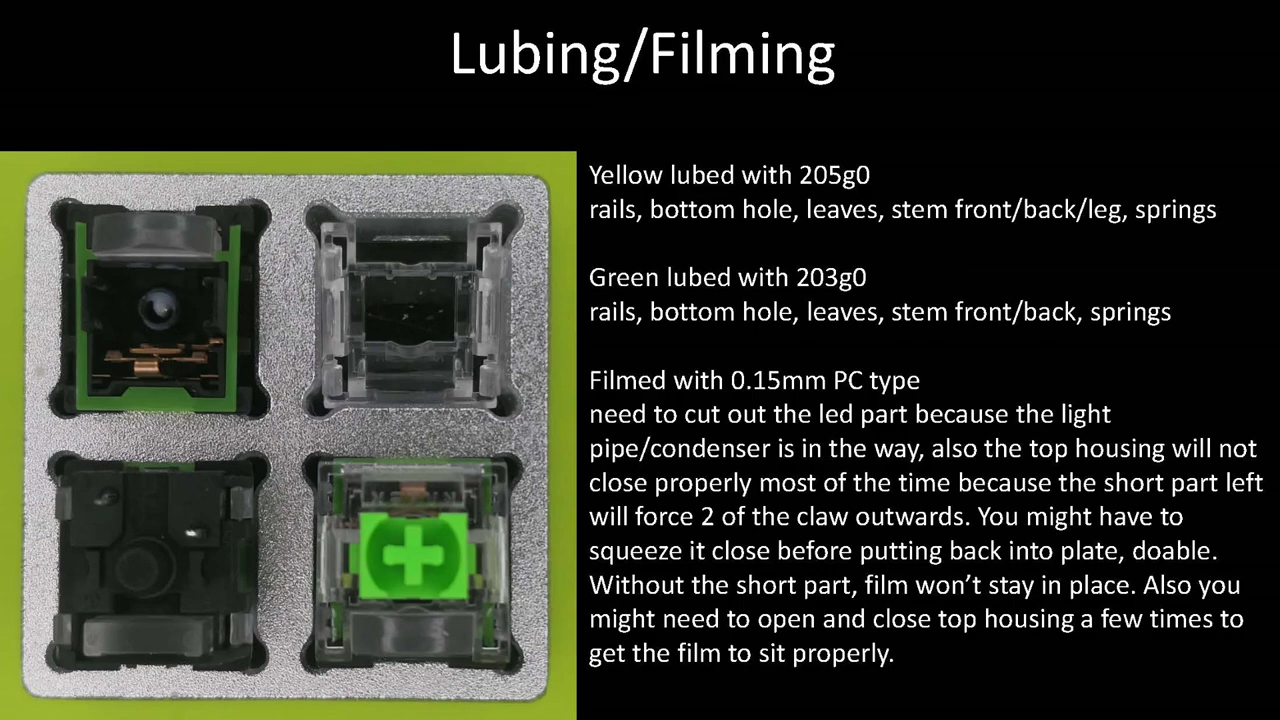 Lubing/Filming
Yellow lubed with 205g0
rails, bottom hole, leaves, stem front/back/leg, springs
Green lubed with 203g0
rails, bottom hole, leaves, stem front/back, springs
Filmed with 0.15mm PC type
need to cut out the led part because the light
pipe/condenser is in the way, also the top housing will not
close properly most of the time because the short part left
will force 2 of the claw outwards. You might have to
squeeze it close before putting back into plate, doable.
Without the short part, film won’t stay in place. Also you
might need to open and close top housing a few times to
get the film to sit properly.